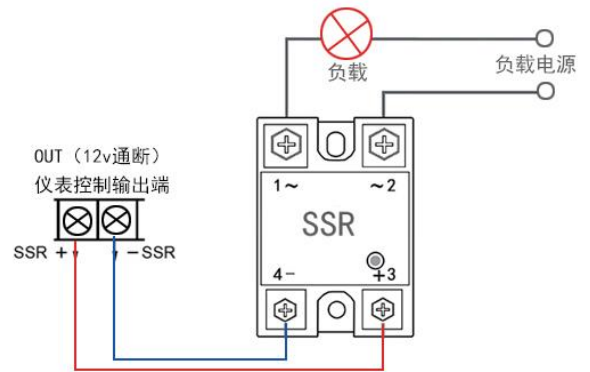 负载
负载电源
OUT（12v通断）
仪表控制输出端
SSR + -SSR
1~ ~2
SSR
4- +3